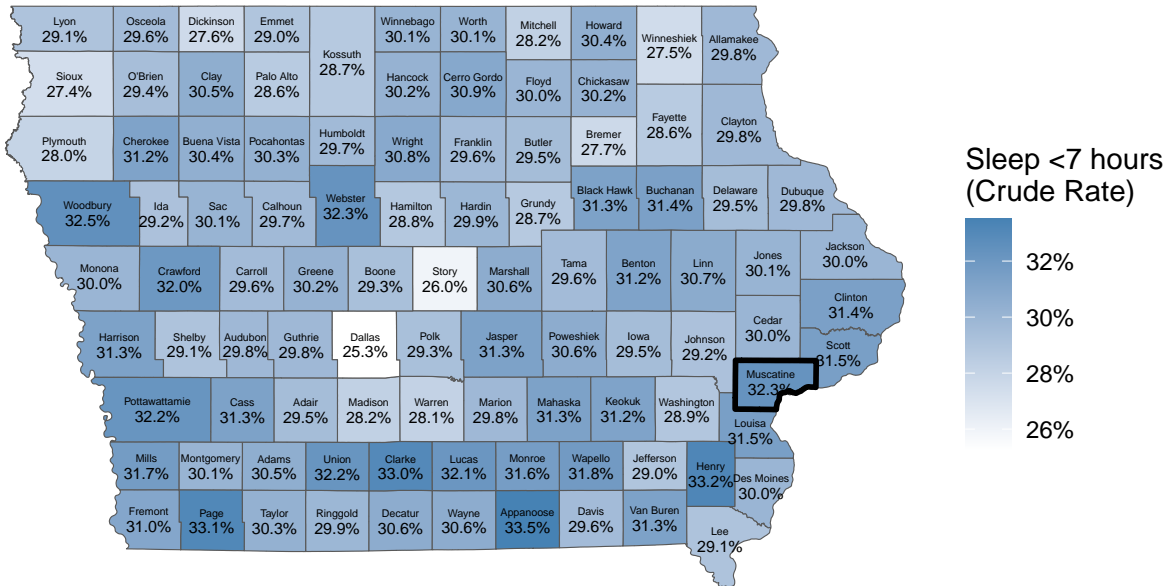 Lyon
29.1%
Osceola
29.6%
Dickinson
27.6%
Emmet
29.0%
Kossuth
28.7%
Winnebago
30.1%
Worth
30.1%
Mitchell
28.2%
Howard
30.4%
Winneshiek
27.5%
Allamakee
29.8%
Sioux
27.4%
O'Brien
29.4%
Clay
30.5%
Palo Alto
28.6%
Hancock
30.2%
Cerro Gordo
30.9%
Floyd
30.0%
Chickasaw
30.2%
Fayette
28.6%
Clayton
29.8%
Plymouth
28.0%
Cherokee
31.2%
Buena Vista
30.4%
Pocahontas
30.3%
Humboldt
29.7%
Wright
30.8%
Franklin
29.6%
Butler
29.5%
Bremer
27.7%
Woodbury
32.5%
Ida
29.2%
Sac
30.1%
Calhoun
29.7%
Webster
32.3%
Hamilton
28.8%
Hardin
29.9%
Grundy
28.7%
Black Hawk
31.3%
Buchanan
31.4%
Delaware
29.5%
Dubuque
29.8%
Monona
30.0%
Crawford
32.0%
Carroll
29.6%
Greene
30.2%
Boone
29.3%
Story
26.0%
Marshall
30.6%
Tama
29.6%
Benton
31.2%
Linn
30.7%
Jones
30.1%
Jackson
30.0%
Clinton
31.4%
Harrison
31.3%
Shelby
29.1%
Audubon
29.8%
Guthrie
29.8%
Dallas
25.3%
Polk
29.3%
Jasper
31.3%
Poweshiek
30.6%
Iowa
29.5%
Johnson
29.2%
Cedar
30.0%
Scott
31.5%
Muscatine
32.3%
Pottawattamie
32.2%
Cass
31.3%
Adair
29.5%
Madison
28.2%
Warren
28.1%
Marion
29.8%
Mahaska
31.3%
Keokuk
31.2%
Washington
28.9%
Louisa
31.5%
Mills
31.7%
Montgomery
30.1%
Adams
30.5%
Union
32.2%
Clarke
33.0%
Lucas
32.1%
Monroe
31.6%
Wapello
31.8%
Jefferson
29.0%
Henry
33.2%
Des Moines
30.0%
Fremont
31.0%
Page
33.1%
Taylor
30.3%
Ringgold
29.9%
Decatur
30.6%
Wayne
30.6%
Appanoose
33.5%
Davis
29.6%
Van Buren
31.3%
Lee
29.1%
Sleep <7 hours
(Crude Rate)
32%
30%
28%
26%